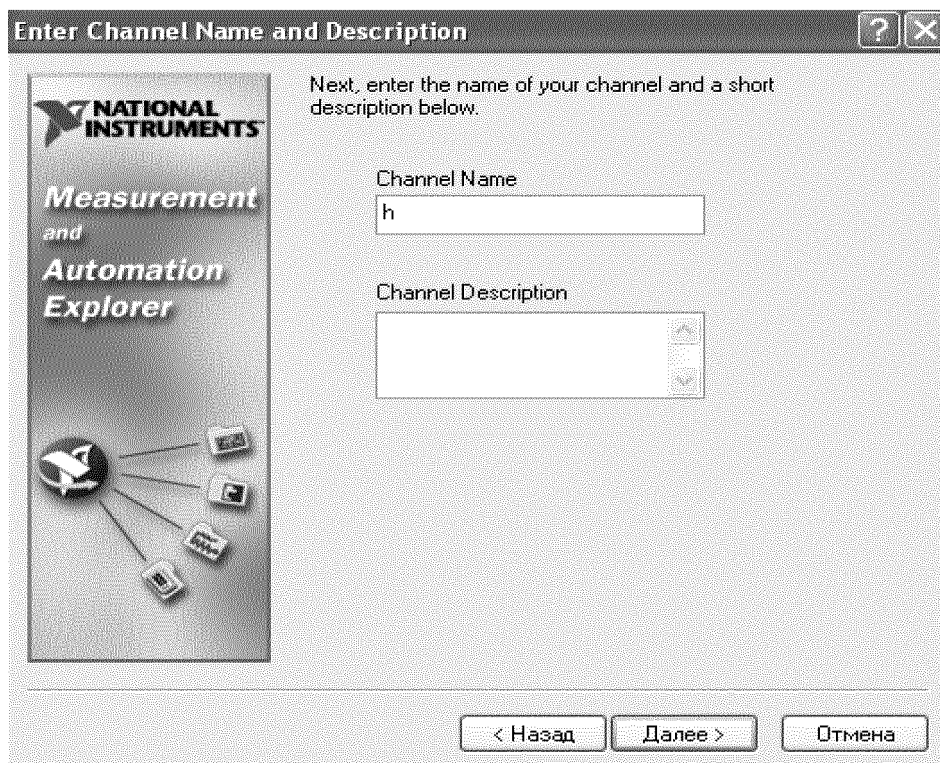 Enter Channel Name and Description
NATIONAL
INSTRUMENTS
Measurement
and
Automation
Explorer
Next, enter the name of your channel and a short
description below.
Channel Name
h
Channel Description
< Назад
Далее >
Отмена